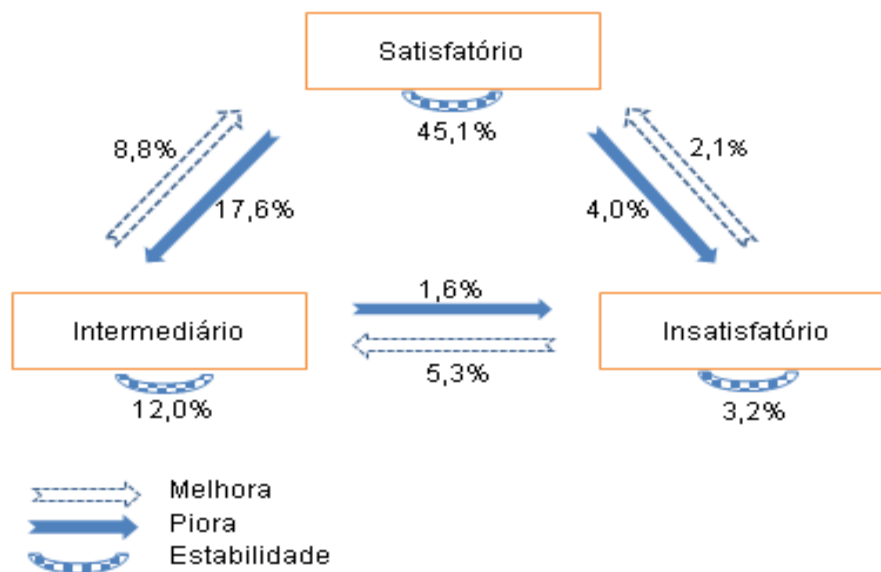 Satisfatório
45,1%
8,8%
2,1%
17,6%
4,0%
1,6%
Intermediário
Insatisfatório
5,3%
12,0%
3,2%
Melhora
Piora
Estabilidade